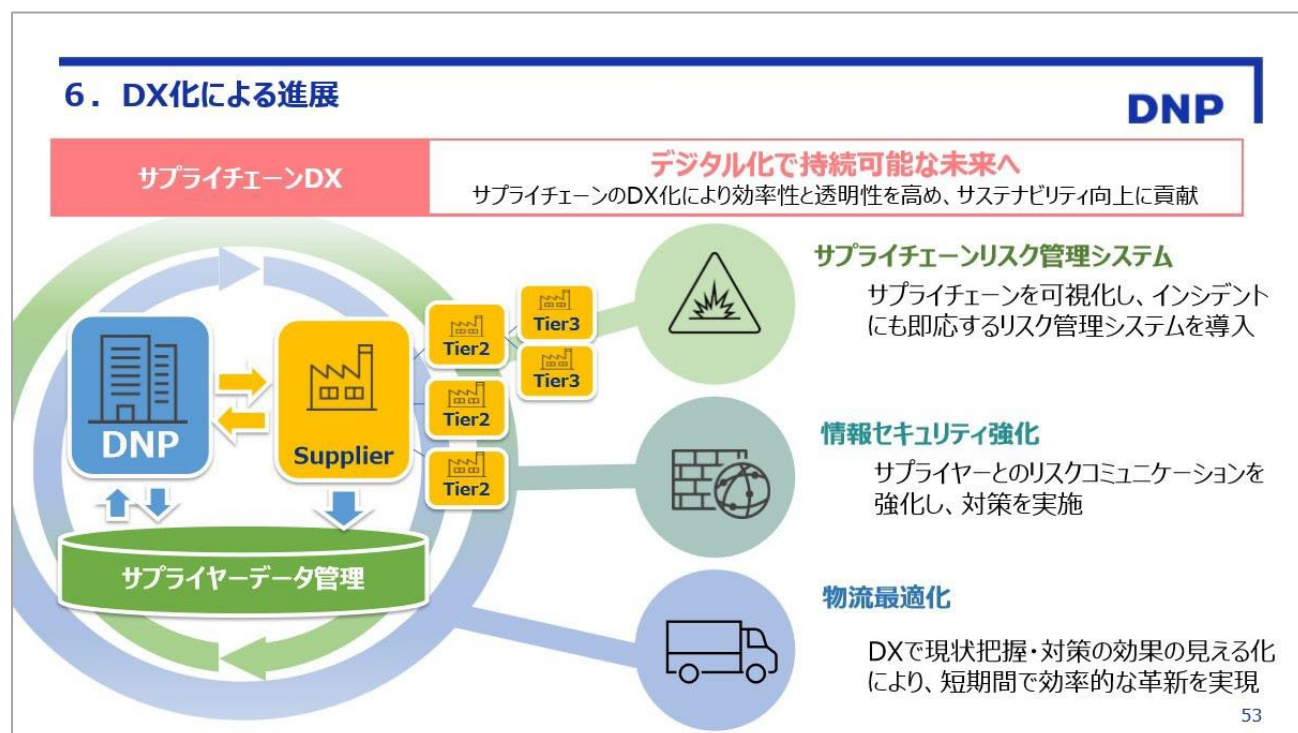 6．DX化による進展
DNP
サプライチェーンDX
デジタル化で持続可能な未来へ
サプライチェーンのDX化により効率性と透明性を高め、サステナビリティ向上に貢献
DNP
Supplier
Tier2
Tier2
Tier2
Tier3
Tier3
サプライヤーデータ管理
サプライチェーンリスク管理システム
サプライチェーンを可視化し、インシデント
にも即応するリスク管理システムを導入
情報セキュリティ強化
サプライヤーとのリスクコミュニケーションを
強化し、対策を実施
物流最適化
DXで現状把握・対策の効果の見える化
により、短期間で効率的な革新を実現
53